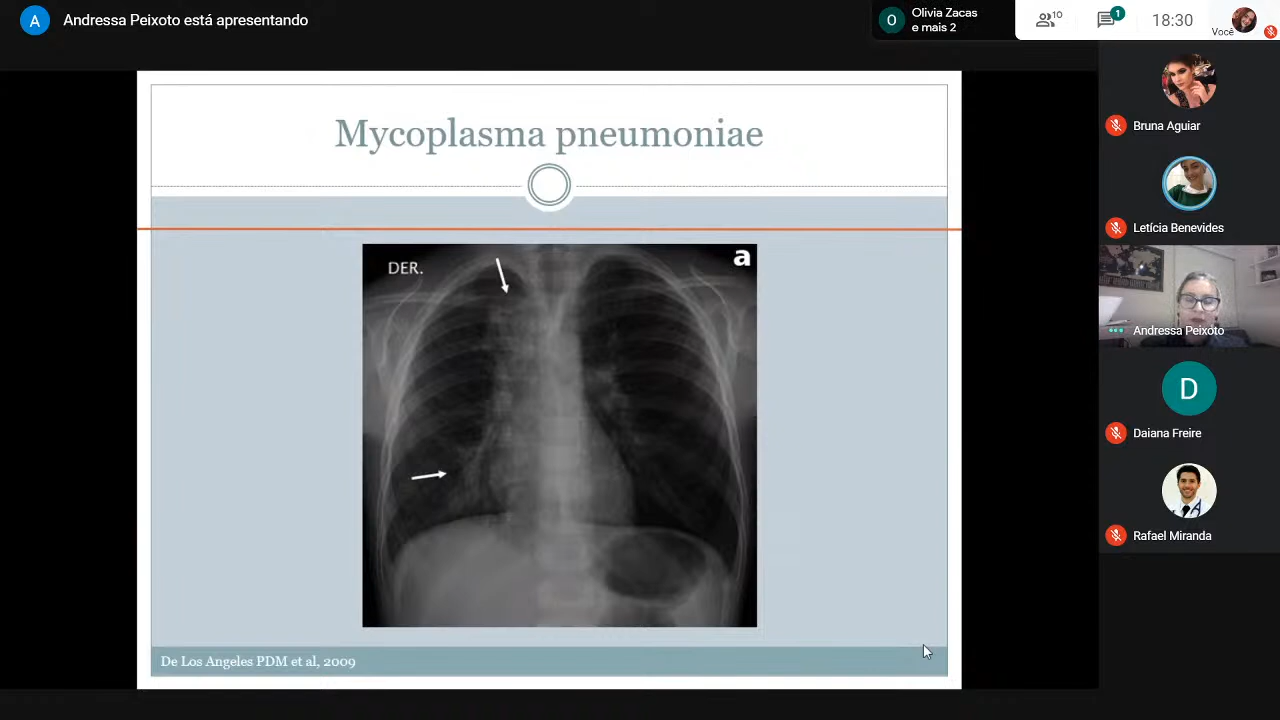 A
Andressa Peixoto está apresentando
O
Olivia Zacas
e mais 2
10
1
18:30
Você
Mycoplasma pneumoniae
DER.
a
De Los Angeles PDM et al, 2009
Bruna Aguiar
Letícia Benevides
Andressa Peixoto
D
Daiana Freire
A
Rafael Miranda